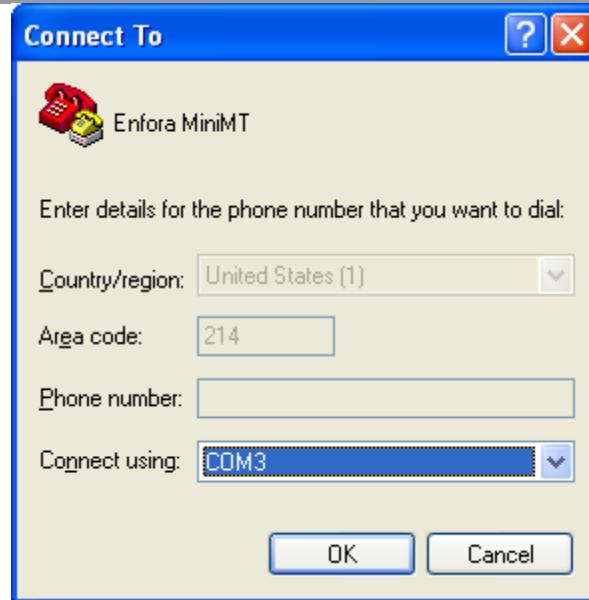 Connect To
Enfora MiniMT
Enter details for the phone number that you want to dial:
Country/region: United States (1)
Area code: 214
Phone number:
Connect using: COM3
OK Cancel